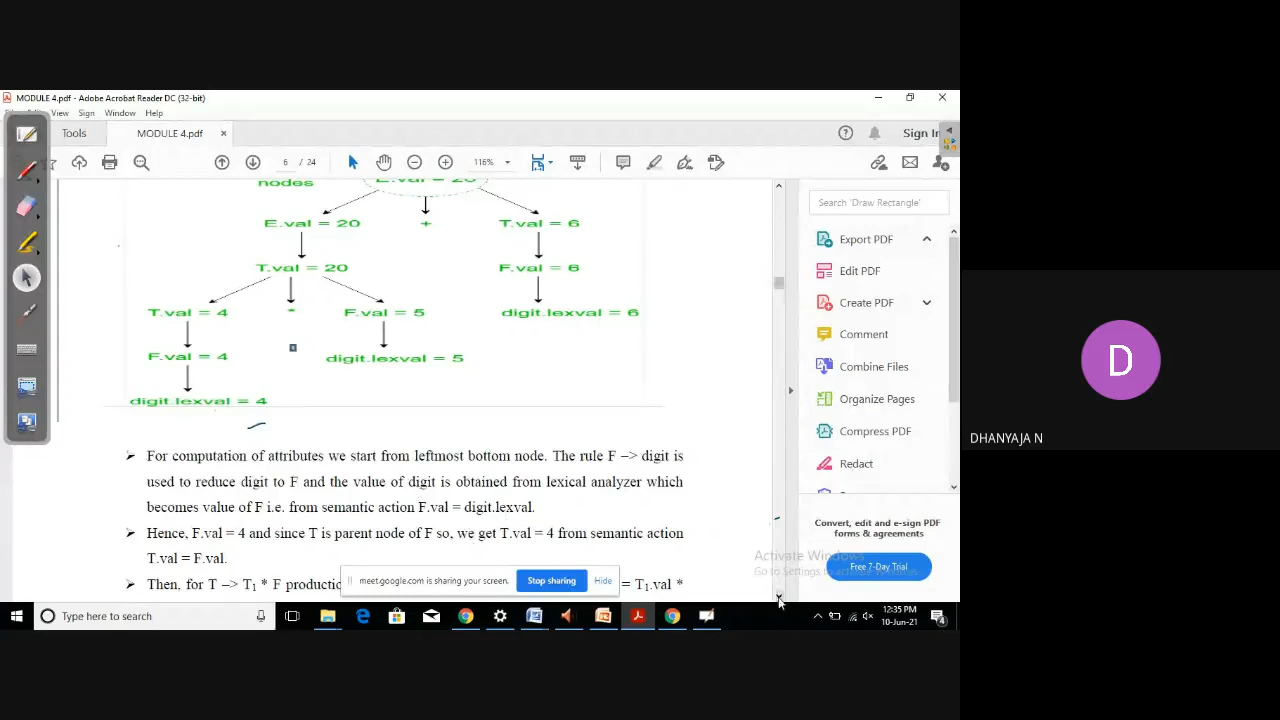 MODULE 4.pdf - Adobe Acrobat Reader DC (32-bit)
View Sign Window Help
Tools MODULE 4.pdf × Sign In
6 / 24 116%
nodes
E.val = 20 + T.val = 6
T.val = 20 F.val = 6
T.val = 4 * F.val = 5 digit.lexval = 6
F.val = 4 digit.lexval = 5
digit.lexval = 4
➢ For computation of attributes we start from leftmost bottom node. The rule F –> digit is
used to reduce digit to F and the value of digit is obtained from lexical analyzer which
becomes value of F i.e. from semantic action F.val = digit.lexval.
➢ Hence, F.val = 4 and since T is parent node of F so, we get T.val = 4 from semantic action
T.val = F.val.
➢ Then, for T –> T1 * F = T1.val *
meet.google.com is sharing your screen. Stop sharing Hide
Search 'Draw Rectangle'
Export PDF
Edit PDF
Create PDF
Comment
Combine Files
Organize Pages
Compress PDF
Redact
Convert, edit and e-sign PDF
forms & agreements
Free 7-Day Trial
Activate Windows
Go to Settings to activate Windows.
Type here to search
12:35 PM
10-Jun-21
4
D
DHANYAJA N